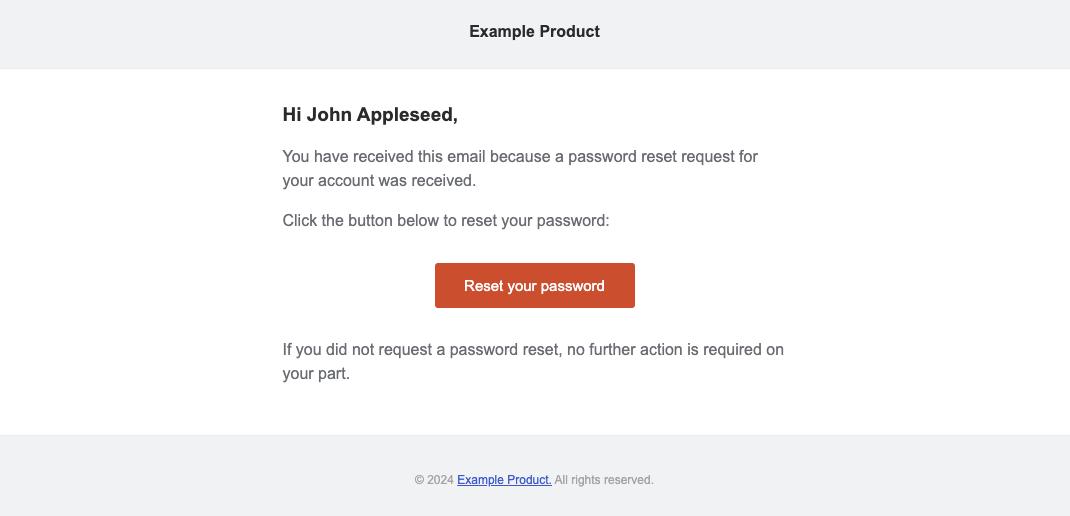 Example Product
Hi John Appleseed,
You have received this email because a password reset request for
your account was received.
Click the button below to reset your password:
Reset your password
If you did not request a password reset, no further action is required on
your part.
© 2024 Example Product. All rights reserved.